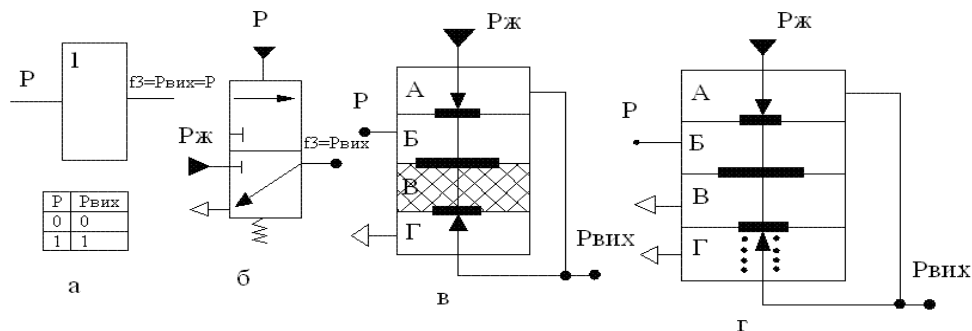 1
Р
f3=Рвих=Р
Р Рвих
0 0
1 1
а
Р
Рж
f3=Рвих
б
Рж
А
Р
Б
В
Г
Рвих
в
Рж
А
Р
Б
В
Г
Рвих
г